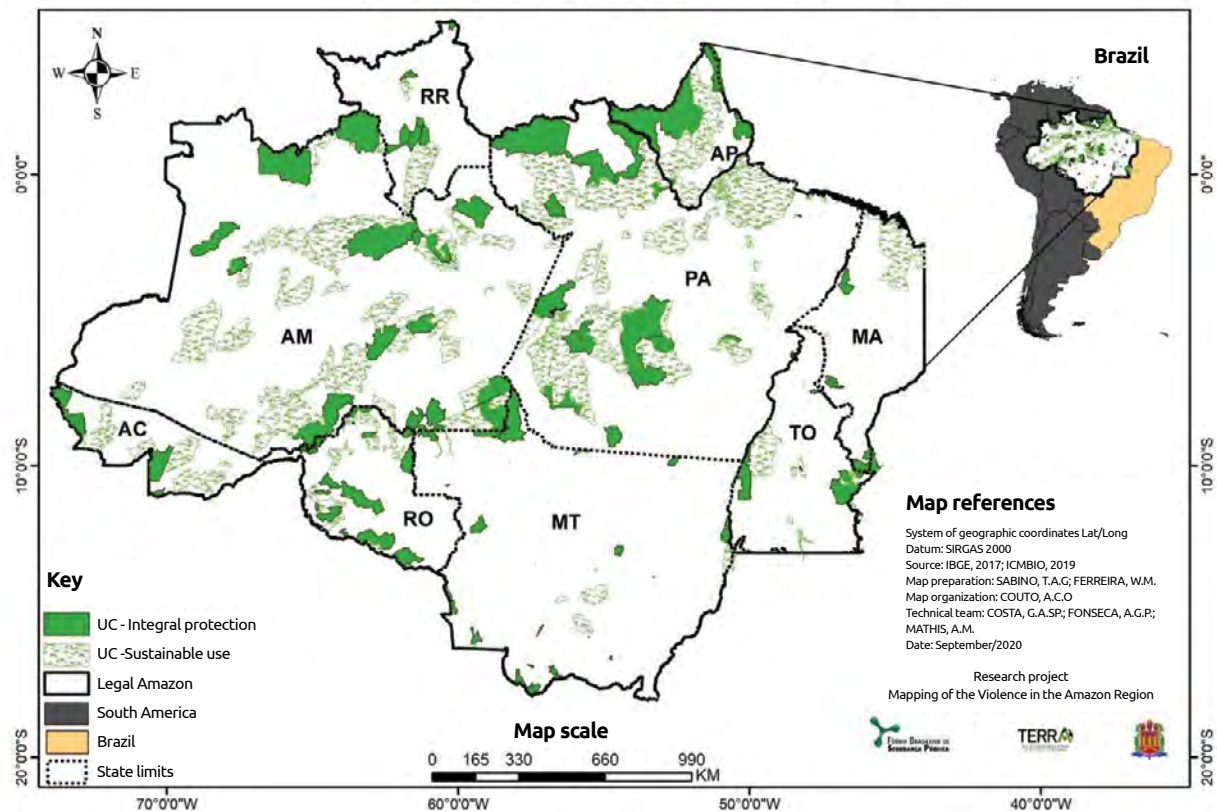 N
W
E
S
Brazil
RR
AP
0°0'0"
0°0'0"
PA
AM
MA
AC
TO
10°0'0"S
10°0'0"S
RO
MT
Map references
System of geographic coordinates Lat/Long
Datum: SIRGAS 2000
Source: IBGE, 2017; ICMBIO, 2019
Map preparation: SABINO, T.A.G; FERREIRA, W.M.
Map organization: COUTO, A.C.O
Technical team: COSTA, G.A.SP.; FONSECA, A.G.P.;
MATHIS, A.M.
Date: September/2020
Research project
Mapping of the Violence in the Amazon Region
Key
UC - Integral protection
UC -Sustainable use
Legal Amazon
South America
Brazil
State limits
Map scale
0 165 330 660 990
KM
FÓRUM BRASILEIRO DE
SEGURANÇA PÚBLICA
TERRA
20°0'0"S
20°0'0"S
70°0'0"W
60°0'0"W
50°0'0"W
40°0'0"W